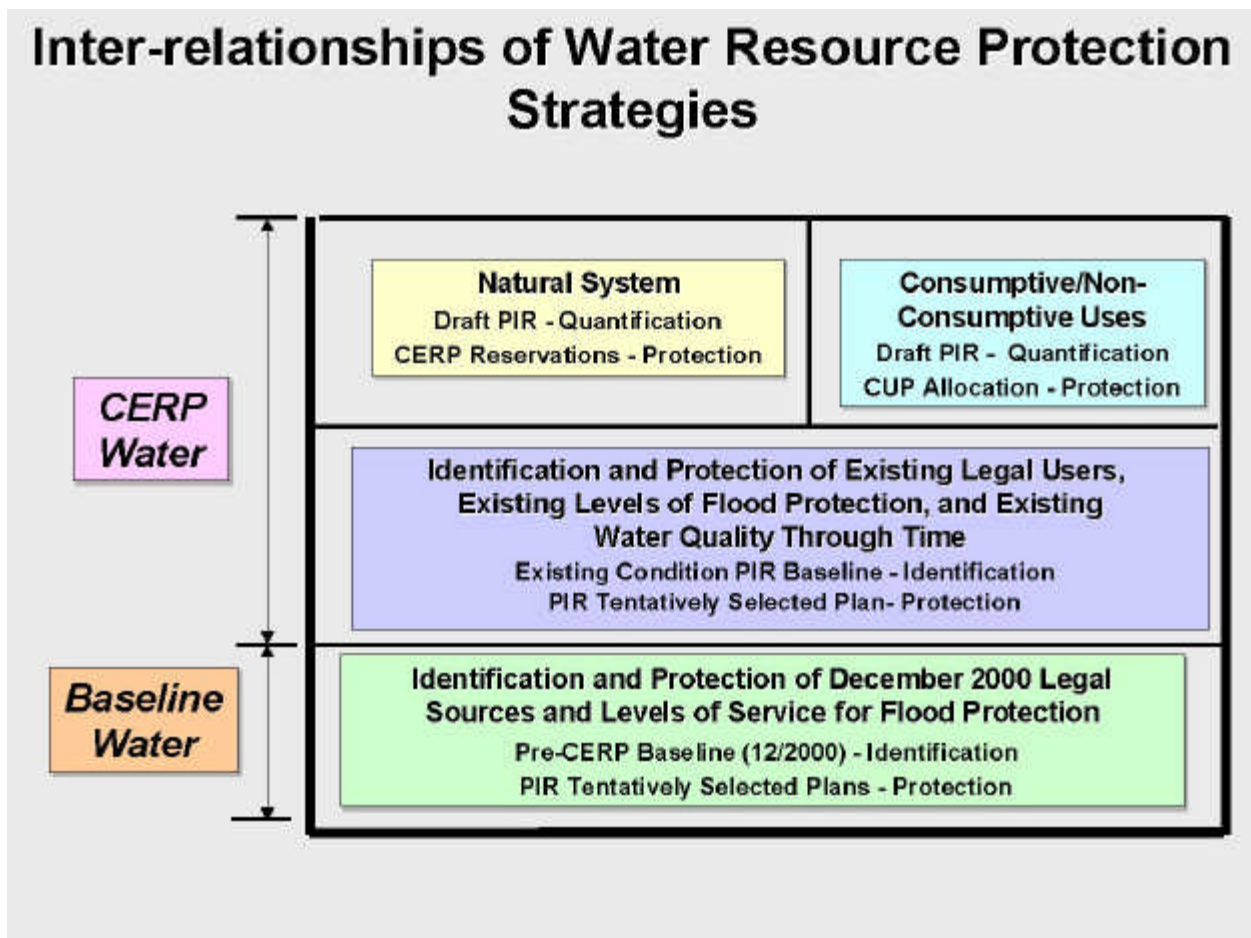 Inter-relationships of Water Resource Protection
Strategies
Natural System
Draft PIR - Quantification
CERP Reservations - Protection
Consumptive/Non-
Consumptive Uses
Draft PIR - Quantification
CUP Allocation - Protection
CERP
Water
Identification and Protection of Existing Legal Users,
Existing Levels of Flood Protection, and Existing
Water Quality Through Time
Existing Condition PIR Baseline - Identification
PIR Tentatively Selected Plan- Protection
Baseline
Water
Identification and Protection of December 2000 Legal
Sources and Levels of Service for Flood Protection
Pre-CERP Baseline (12/2000) - Identification
PIR Tentatively Selected Plans - Protection